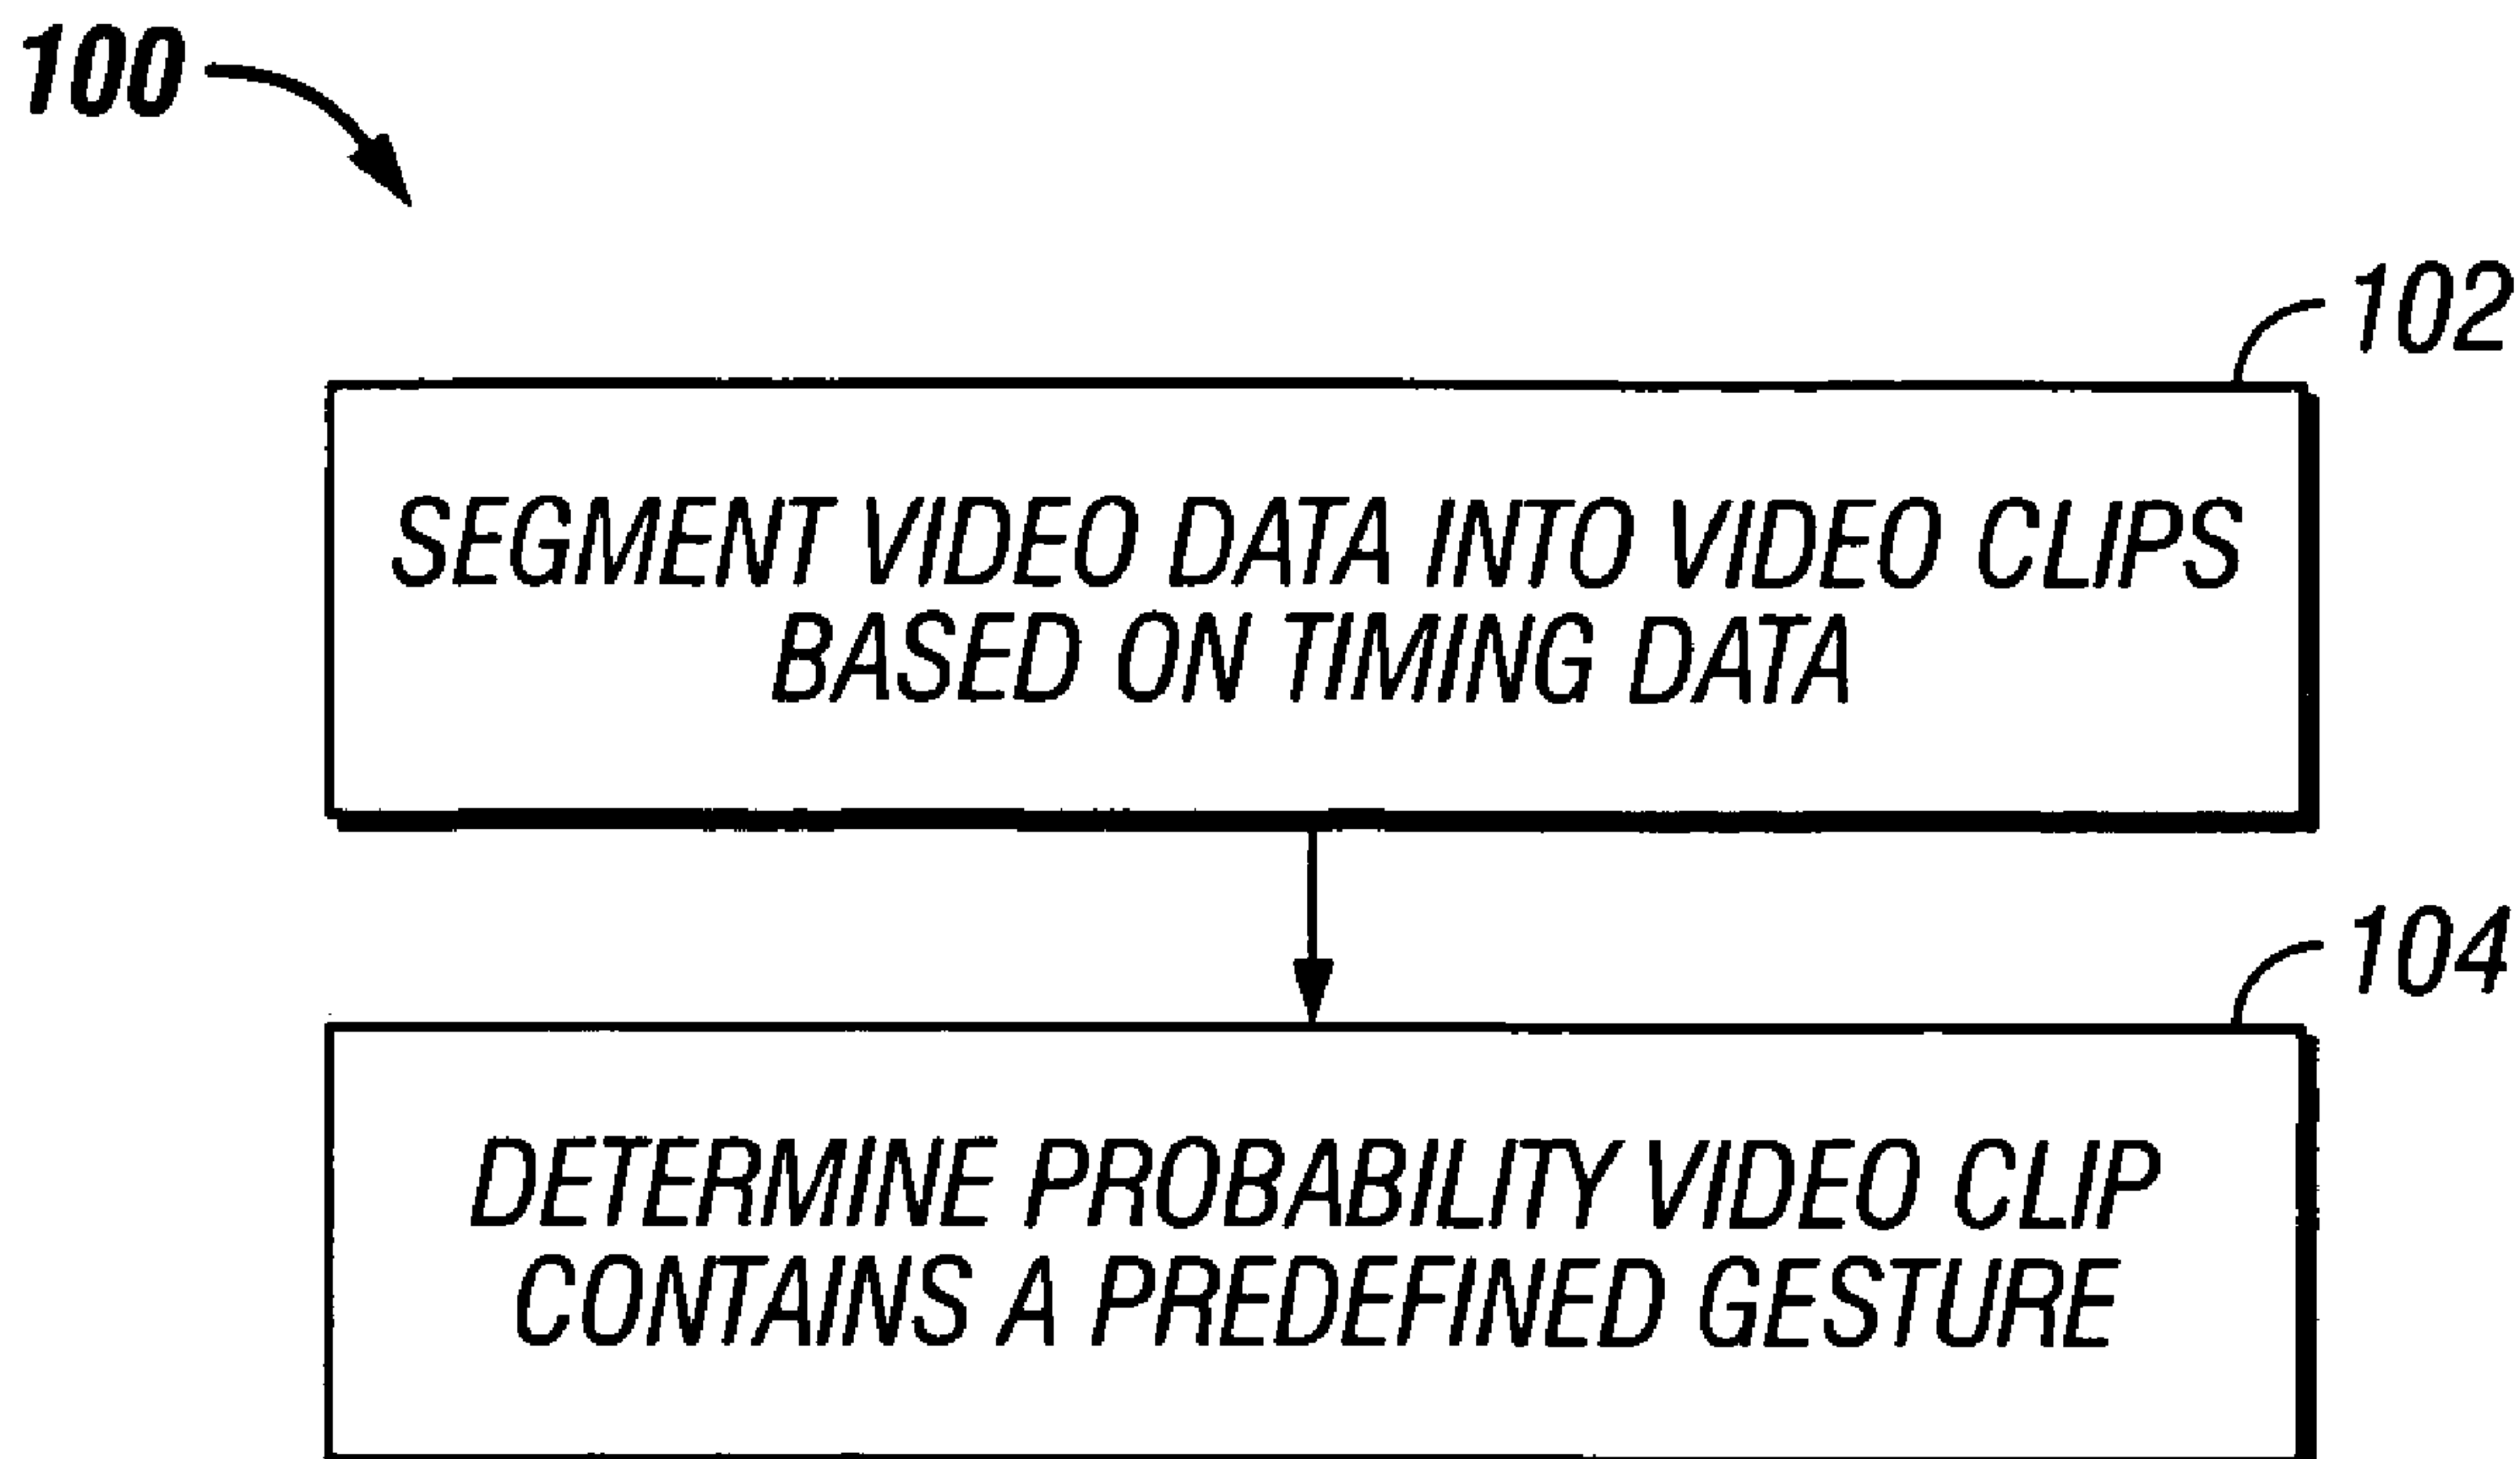 100
102
SEGMENT VIDEO DATA INTO VIDEO CLIPS
BASED ON TIMING DATA
104
DETERMINE PROBABILITY VIDEO CLIP
CONTAINS A PREDEFINED GESTURE